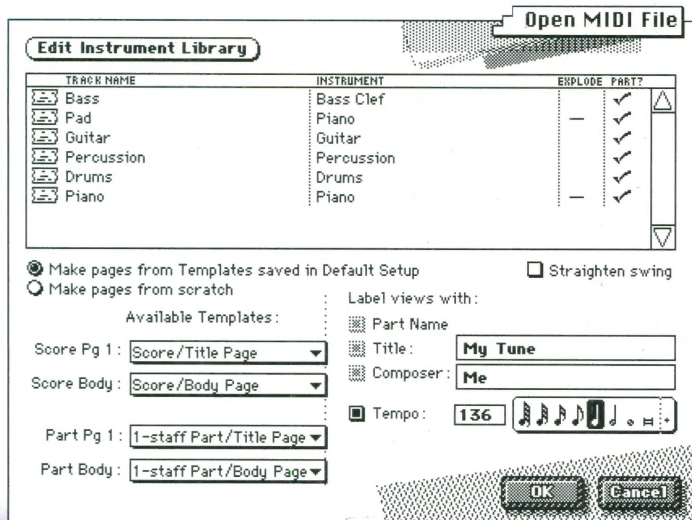 Open MIDI File
Edit Instrument Library
TRACK NAME INSTRUMENT EXPLODE PART?
Bass Bass Clef
Pad Piano —
Guitar Guitar
Percussion Percussion
Drums Drums
Piano Piano —
Make pages from Templates saved in Default Setup
Straighten swing
Make pages from scratch
Available Templates:
Score Pg 1: Score/Title Page
Score Body: Score/Body Page
Part Pg 1: 1-staff Part/Title Page
Part Body: 1-staff Part/Body Page
Label views with:
Part Name
Title: My Tune
Composer: Me
Tempo: 136
OK Cancel